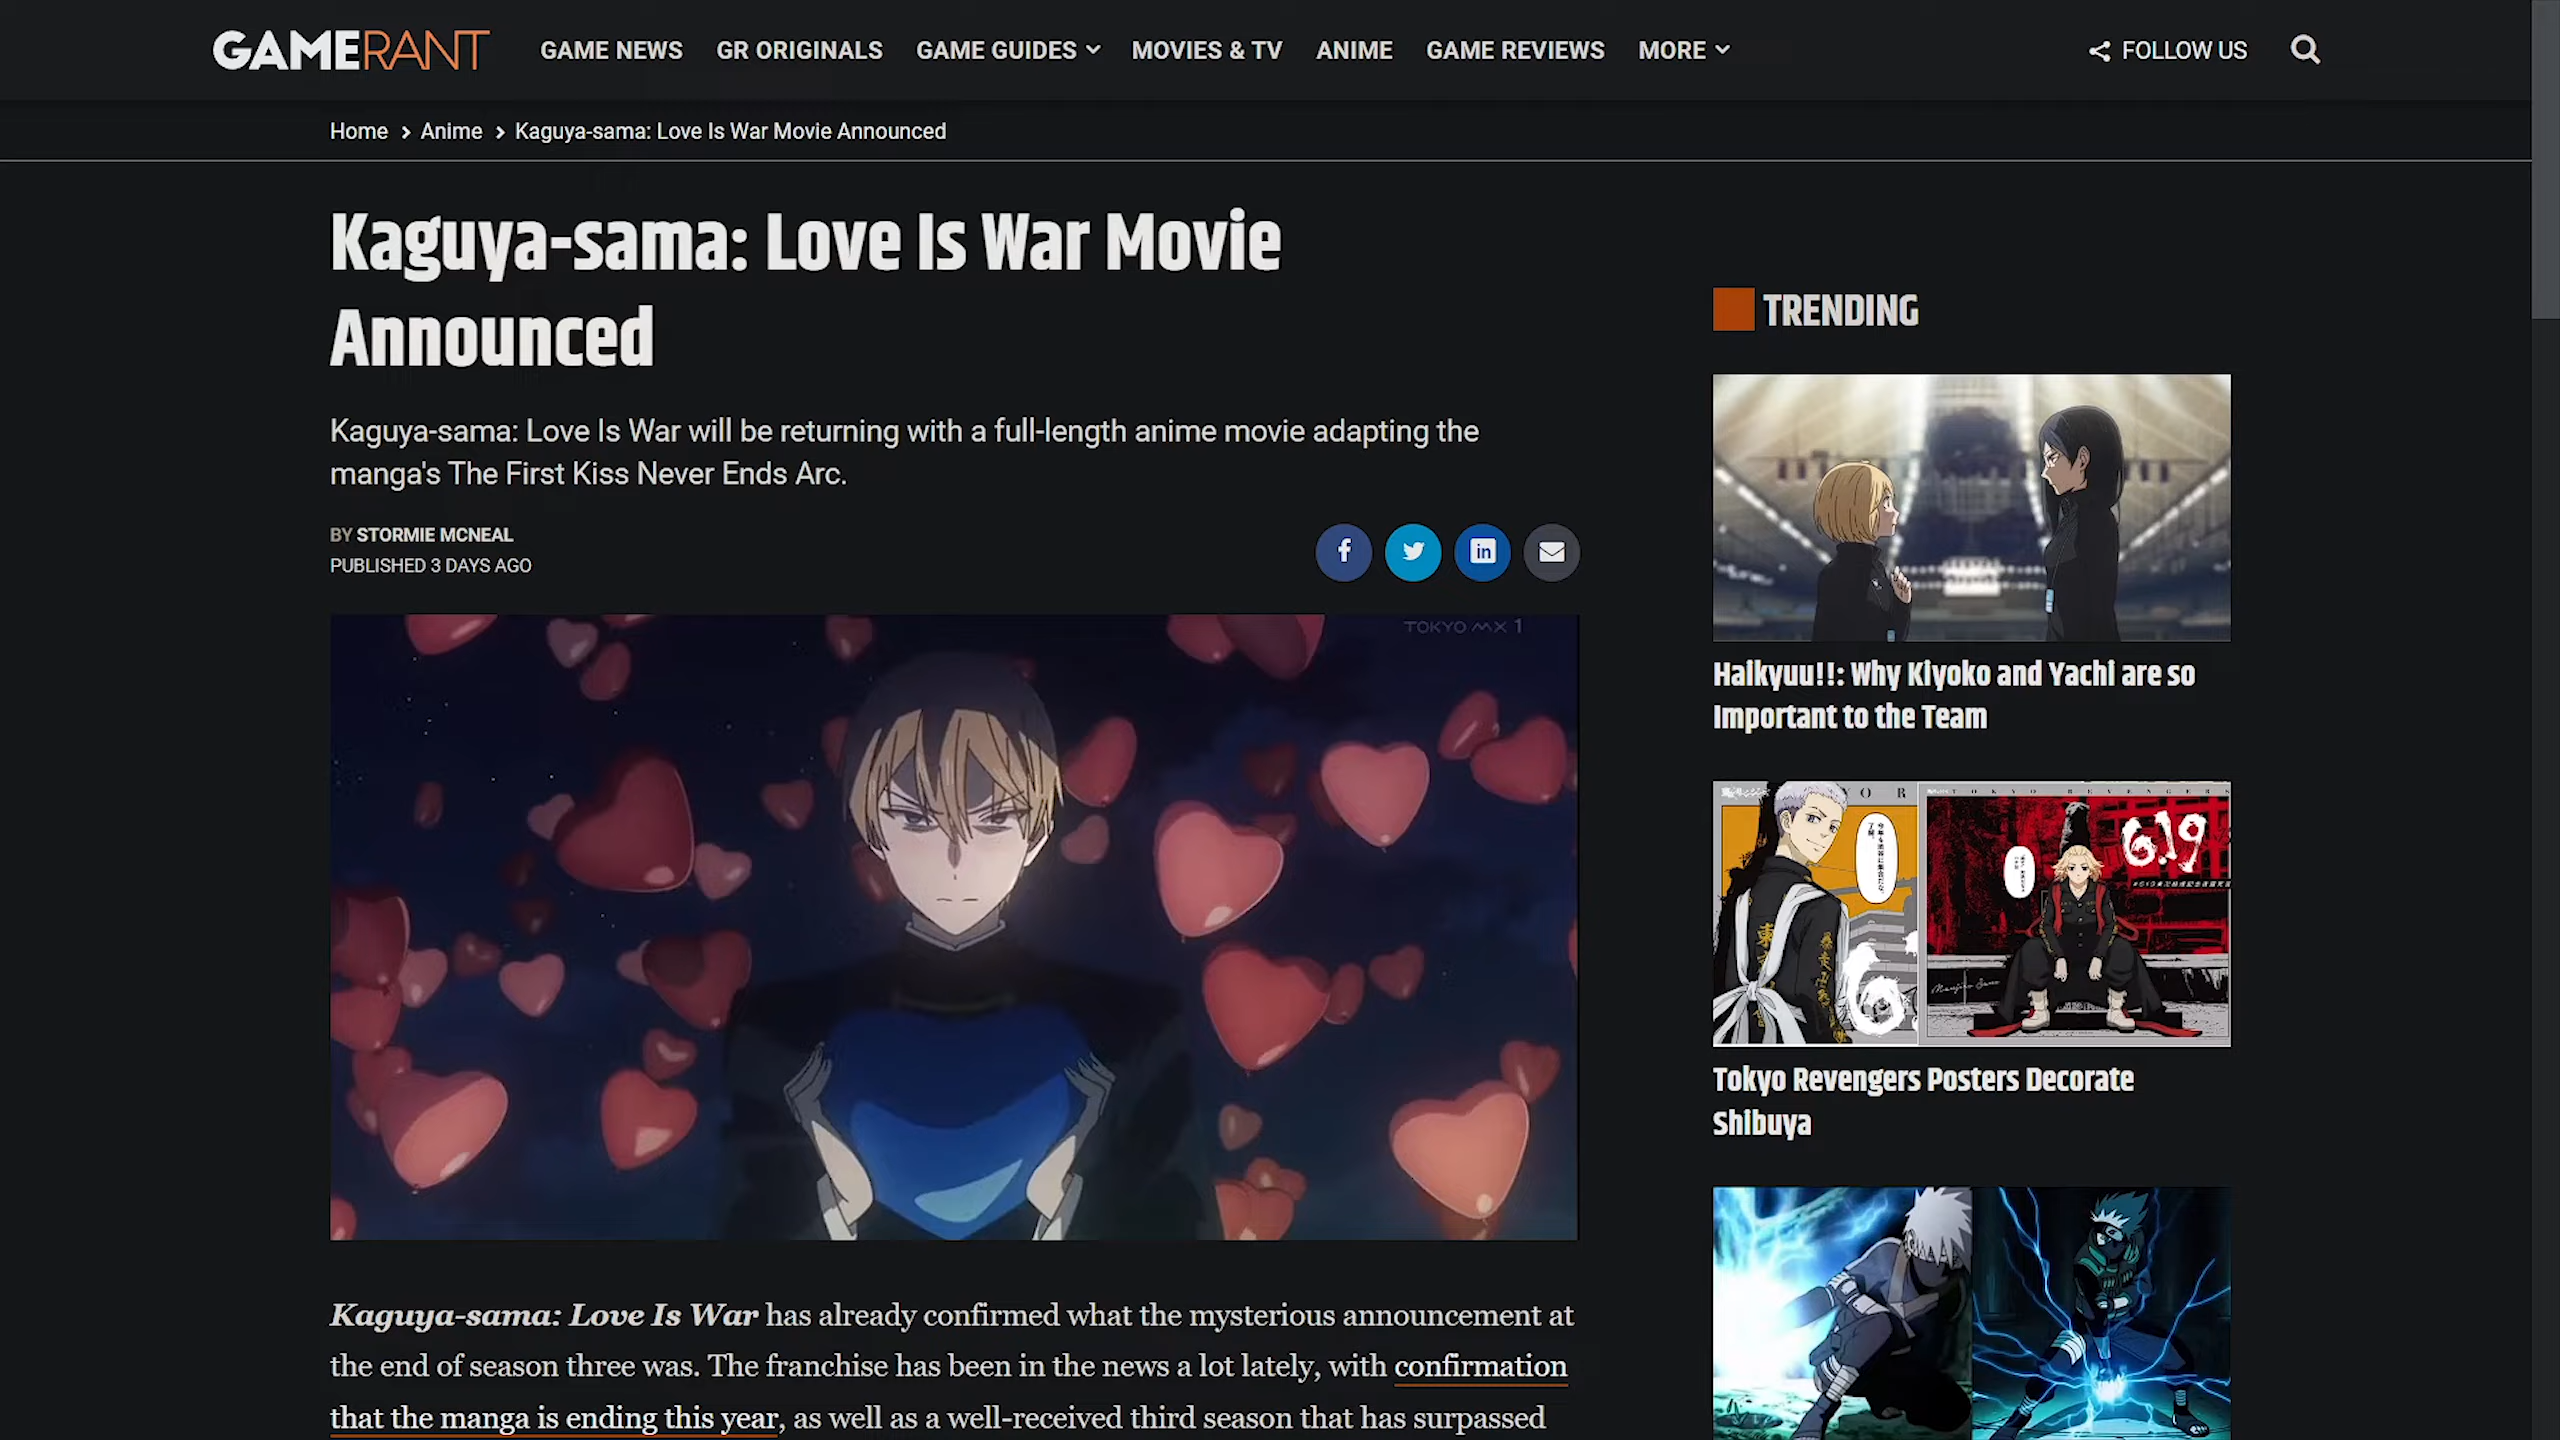 GAMERANT
GAME NEWS GR ORIGINALS GAME GUIDES MOVIES & TV ANIME GAME REVIEWS MORE FOLLOW US
Home > Anime > Kaguya-sama: Love Is War Movie Announced
Kaguya-sama: Love Is War Movie
Announced
Kaguya-sama: Love Is War will be returning with a full-length anime movie adapting the
manga's The First Kiss Never Ends Arc.
BY STORMIE MCNEAL
PUBLISHED 3 DAYS AGO
TOKYO MX 1
Kaguya-sama: Love Is War has already confirmed what the mysterious announcement at
the end of season three was. The franchise has been in the news a lot lately, with confirmation
that the manga is ending this year, as well as a well-received third season that has surpassed
TRENDING
Haikyuu!!: Why Kiyoko and Yachi are so
Important to the Team
Y O R
TOKYO REVENGERS
6.19
6
Tokyo Revengers Posters Decorate
Shibuya